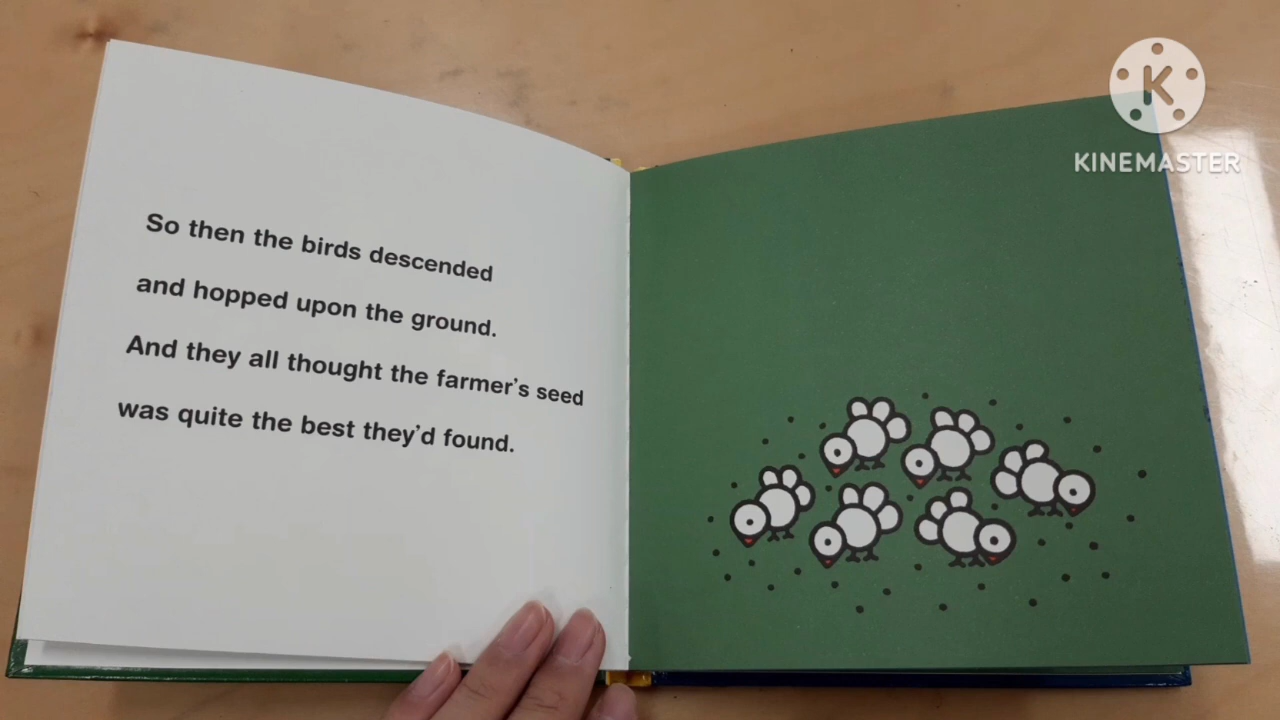 So then the birds descended
and hopped upon the ground.
And they all thought the farmer's seed
was quite the best they'd found.
K
KINEMASTER